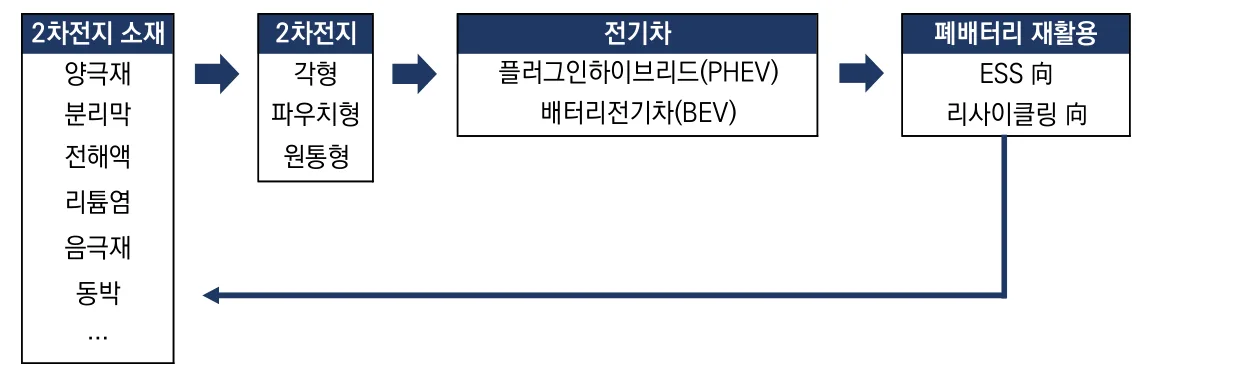 2차전지 소재
양극재
분리막
전해액
리튬염
음극재
동박
...
2차전지
각형
파우치형
원통형
전기차
플러그인하이브리드(PHEV)
배터리전기차(BEV)
폐배터리 재활용
ESS 向
리사이클링 向